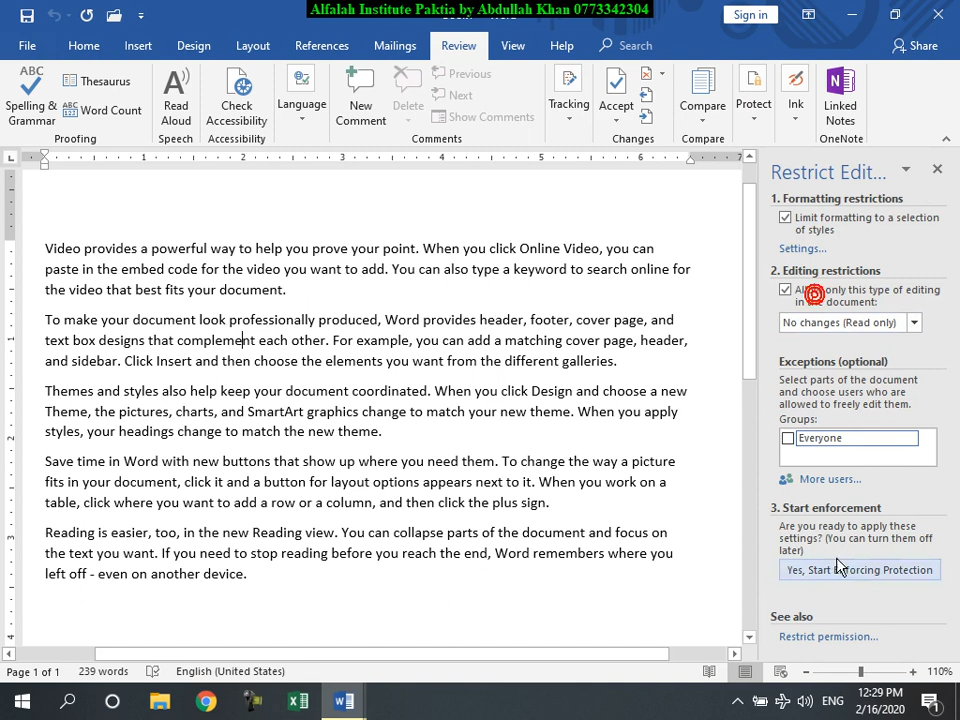 Alfalah Institute Paktia by Abdullah Khan 0773342304
Sign in
File Home Insert Design Layout References Mailings Review View Help Search Share
ABC
Spelling & Grammar
Thesaurus
ABC 123
Word Count
Proofing
Read Aloud
Speech
Check Accessibility
Accessibility
Language
New Comment
Delete
Previous
Next
Show Comments
Comments
Tracking
Accept
Changes
Compare
Compare
Protect
Ink
N
Linked Notes
OneNote
1 2 3 4 5 6 7
Video provides a powerful way to help you prove your point. When you click Online Video, you can
paste in the embed code for the video you want to add. You can also type a keyword to search online for
the video that best fits your document.
To make your document look professionally produced, Word provides header, footer, cover page, and
text box designs that complement each other. For example, you can add a matching cover page, header,
and sidebar. Click Insert and then choose the elements you want from the different galleries.
Themes and styles also help keep your document coordinated. When you click Design and choose a new
Theme, the pictures, charts, and SmartArt graphics change to match your new theme. When you apply
styles, your headings change to match the new theme.
Save time in Word with new buttons that show up where you need them. To change the way a picture
fits in your document, click it and a button for layout options appears next to it. When you work on a
table, click where you want to add a row or a column, and then click the plus sign.
Reading is easier, too, in the new Reading view. You can collapse parts of the document and focus on
the text you want. If you need to stop reading before you reach the end, Word remembers where you
left off - even on another device.
1
2
3
4
Restrict Edit...
1. Formatting restrictions
Limit formatting to a selection
of styles
Settings...
2. Editing restrictions
only this type of editing
in document:
No changes (Read only)
Exceptions (optional)
Select parts of the document
and choose users who are
allowed to freely edit them.
Groups:
Everyone
More users...
3. Start enforcement
Are you ready to apply these
settings? (You can turn them off
later)
Yes, Start Enforcing Protection
See also
Restrict permission...
Page 1 of 1 239 words English (United States) 110%
ENG
12:29 PM
2/16/2020
1